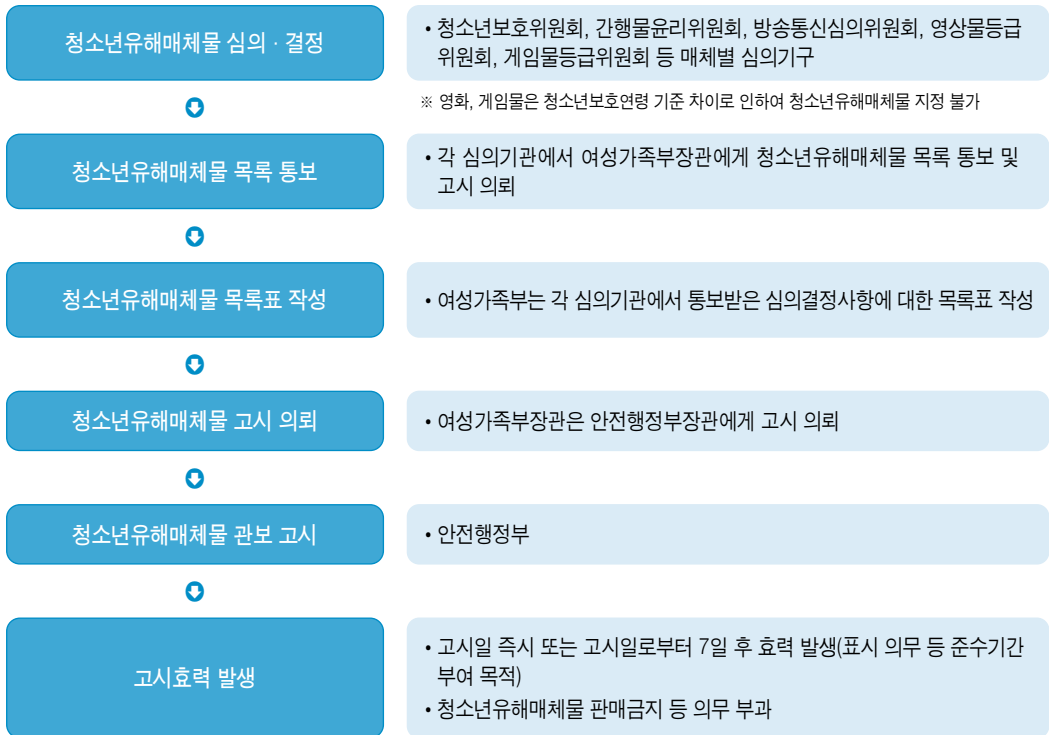 청소년유해매체물 심의 · 결정
• 청소년보호위원회, 간행물윤리위원회, 방송통신심의위원회, 영상물등급
위원회, 게임물등급위원회 등 매체별 심의기구
※ 영화, 게임물은 청소년보호연령 기준 차이로 인하여 청소년유해매체물 지정 불가
청소년유해매체물 목록 통보
• 각 심의기관에서 여성가족부장관에게 청소년유해매체물 목록 통보 및
고시 의뢰
청소년유해매체물 목록표 작성
• 여성가족부는 각 심의기관에서 통보받은 심의결정사항에 대한 목록표 작성
청소년유해매체물 고시 의뢰
• 여성가족부장관은 안전행정부장관에게 고시 의뢰
청소년유해매체물 관보 고시
• 안전행정부
고시효력 발생
• 고시일 즉시 또는 고시일로부터 7일 후 효력 발생(표시 의무 등 준수기간
부여 목적)
• 청소년유해매체물 판매금지 등 의무 부과